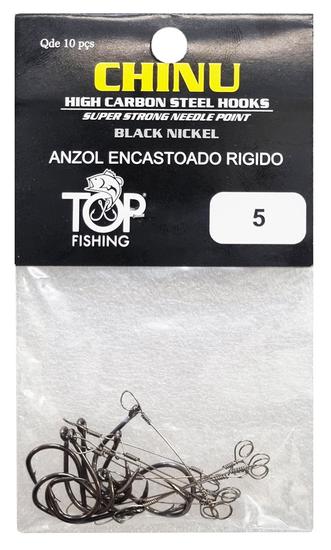 Qde 10 pçs
CHINU
HIGH CARBON STEEL HOOKS
SUPER STRONG NEEDLE POINT
BLACK NICKEL
ANZOL ENCASTOADO RIGIDO
TOP®
FISHING
5